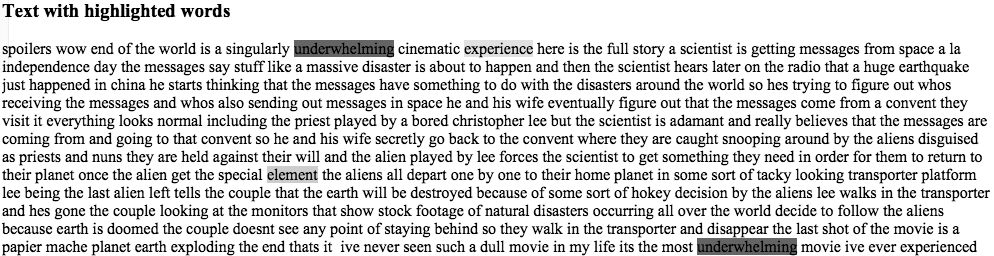 Text with highlighted words
spoilers wow end of the world is a singularly underwhelming cinematic experience here is the full story a scientist is getting messages from space a la
independence day the messages say stuff like a massive disaster is about to happen and then the scientist hears later on the radio that a huge earthquake
just happened in china he starts thinking that the messages have something to do with the disasters around the world so hes trying to figure out whos
receiving the messages and whos also sending out messages in space he and his wife eventually figure out that the messages come from a convent they
visit it everything looks normal including the priest played by a bored christopher lee but the scientist is adamant and really believes that the messages are
coming from and going to that convent so he and his wife secretly go back to the convent where they are caught snooping around by the aliens disguised
as priests and nuns they are held against their will and the alien played by lee forces the scientist to get something they need in order for them to return to
their planet once the alien get the special element the aliens all depart one by one to their home planet in some sort of tacky looking transporter platform
lee being the last alien left tells the couple that the earth will be destroyed because of some sort of hokey decision by the aliens lee walks in the transporter
and hes gone the couple looking at the monitors that show stock footage of natural disasters occurring all over the world decide to follow the aliens
because earth is doomed the couple doesnt see any point of staying behind so they walk in the transporter and disappear the last shot of the movie is a
papier mache planet earth exploding the end thats it ive never seen such a dull movie in my life its the most underwhelming movie ive ever experienced